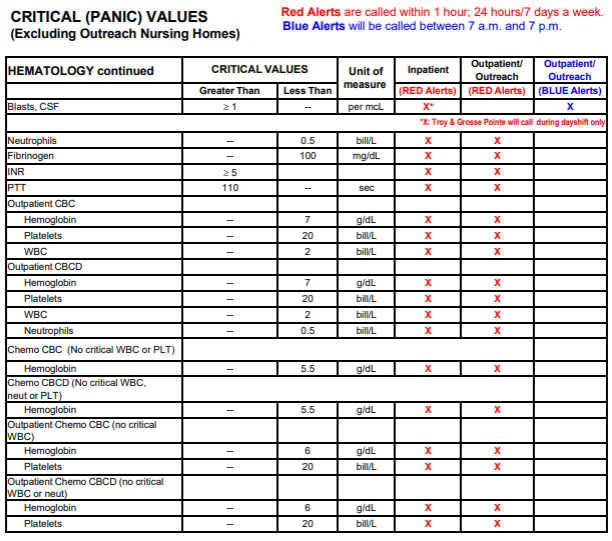 CRITICAL (PANIC) VALUES
(Excluding Outreach Nursing Homes)
Red Alerts are called within 1 hour; 24 hours/7 days a week.
Blue Alerts will be called between 7 a.m. and 7 p.m.
HEMATOLOGY continued CRITICAL VALUES Unit of measure Inpatient Outpatient/ Outreach Outpatient/ Outreach
Greater Than Less Than (RED Alerts) (RED Alerts) (BLUE Alerts)
Blasts, CSF ≥ 1 -- per mcL X* X
*X: Troy & Grosse Pointe will call during dayshift only
Neutrophils -- 0.5 bill/L X X
Fibrinogen -- 100 mg/dL X X
INR ≥ 5 X X
PTT 110 -- sec X X
Outpatient CBC
Hemoglobin -- 7 g/dL X X
Platelets -- 20 bill/L X X
WBC -- 2 bill/L X X
Outpatient CBCD
Hemoglobin -- 7 g/dL X X
Platelets -- 20 bill/L X X
WBC -- 2 bill/L X X
Neutrophils -- 0.5 bill/L X X
Chemo CBC (No critical WBC or PLT)
Hemoglobin -- 5.5 g/dL X X
Chemo CBCD (No critical WBC,
neut or PLT)
Hemoglobin -- 5.5 g/dL X X
Outpatient Chemo CBC (no critical
WBC)
Hemoglobin -- 6 g/dL X X
Platelets -- 20 bill/L X X
Outpatient Chemo CBCD (no critical
WBC or neut)
Hemoglobin -- 6 g/dL X X
Platelets -- 20 bill/L X X